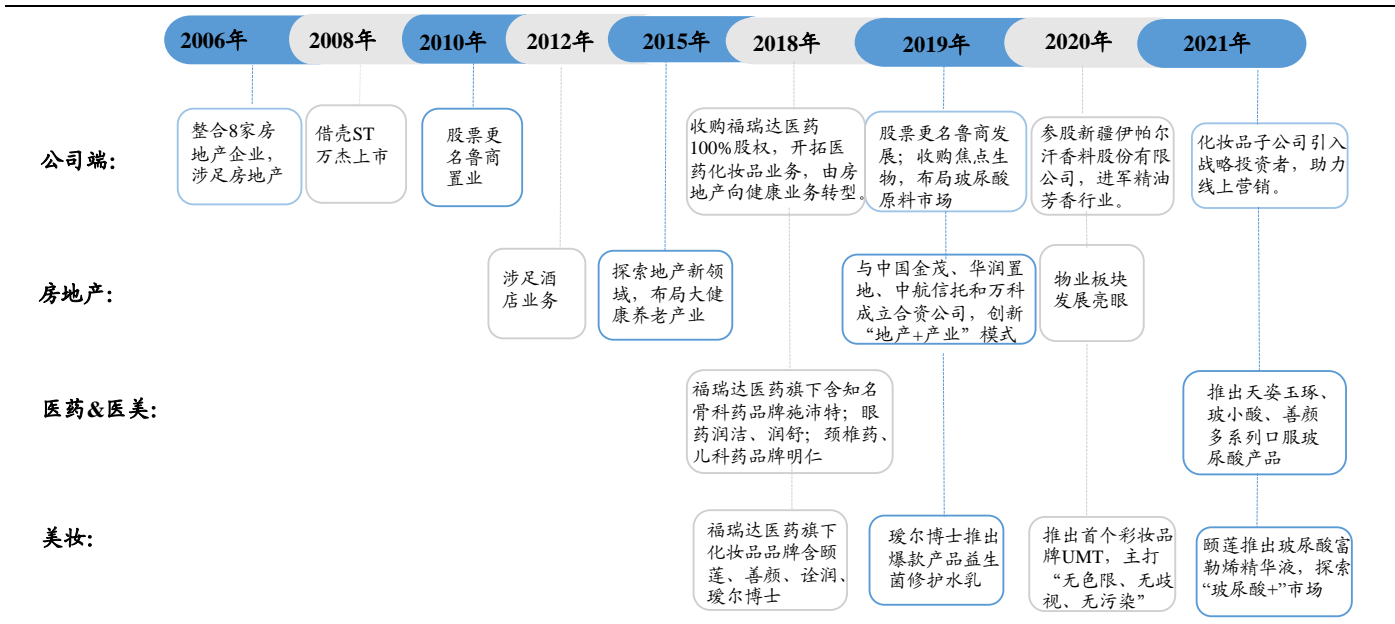 2006年
2008年
2010年
2012年
2015年
2018年
2019年
2020年
2021年
公司端：
整合8家房
地产企业，
涉足房地产
借壳ST
万杰上市
股票更
名鲁商
置业
收购福瑞达医药
100%股权，开拓医
药化妆品业务，由房
地产向健康业务转型。
股票更名鲁商发
展；收购焦点生
物，布局玻尿酸
原料市场
参股新疆伊帕尔
汗香料股份有限
公司，进军精油
芳香行业。
化妆品子公司引入
战略投资者，助力
线上营销。
房地产：
涉足酒
店业务
探索地产新领
域，布局大健
康养老产业
与中国金茂、华润置
地、中航信托和万科
成立合资公司，创新
“地产+产业”模式
物业板块
发展亮眼
医药&医美：
福瑞达医药旗下含知名
骨科药品牌施沛特；眼
药润洁、润舒；颈椎药、
儿科药品牌明仁
推出天姿玉琢、
玻小酸、善颜
多系列口服玻
尿酸产品
美妆：
福瑞达医药旗下
化妆品品牌含颐
莲、善颜、诠润、
瑷尔博士
瑷尔博士推出
爆款产品益生
菌修护水乳
推出首个彩妆品
牌UMT，主打
“无色限、无歧
视、无污染”
颐莲推出玻尿酸富
勒烯精华液，探索
“玻尿酸+”市场